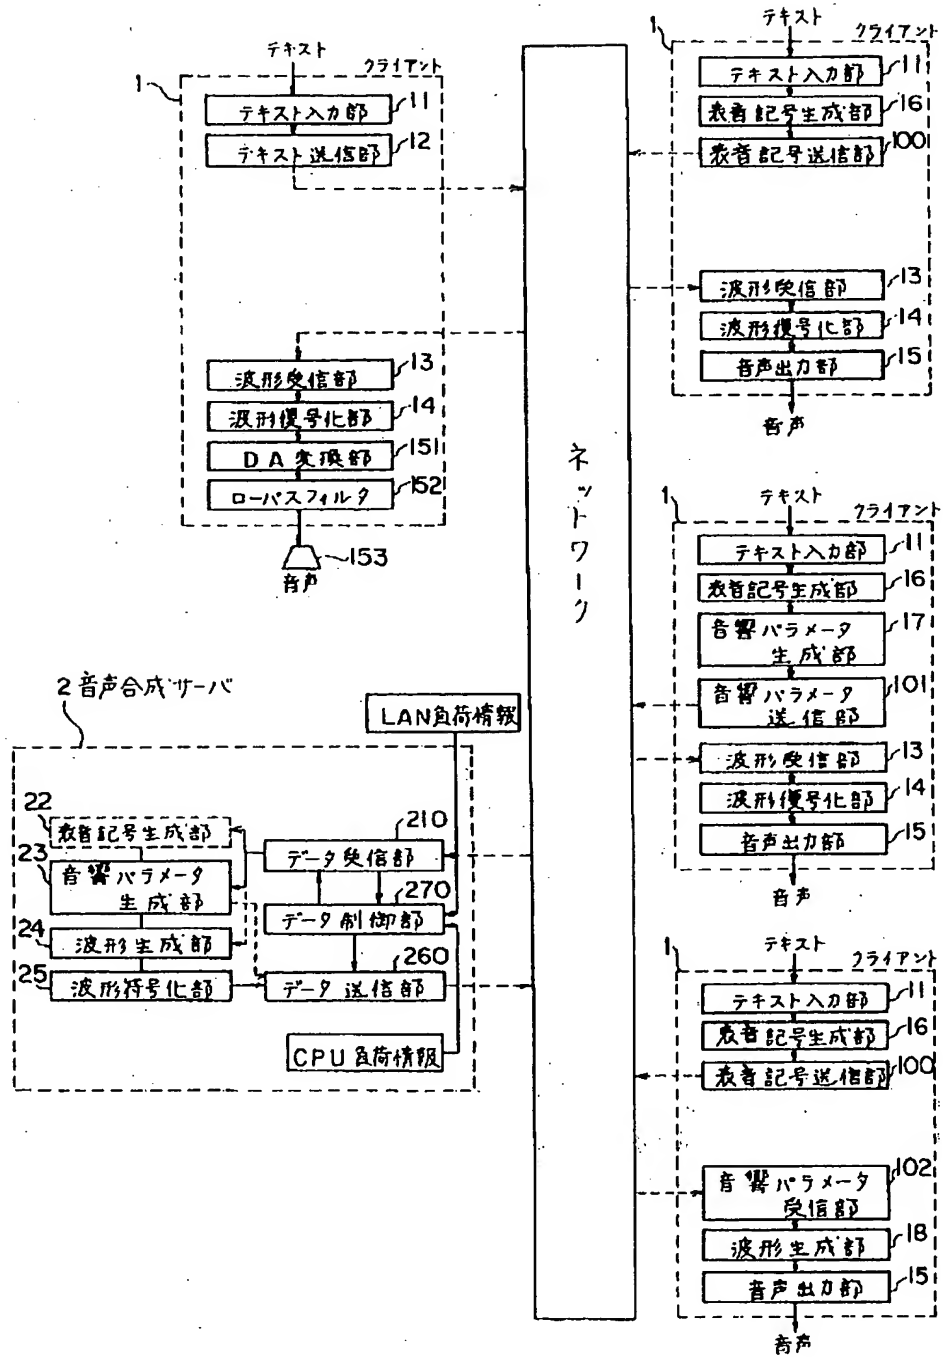 テキスト
クライアント
1
テキスト入力部
11
テキスト送信部
12
波形受信部
13
波形復号化部
14
DA変換部
151
ローパスフィルタ
152
153
音声
2 音声合成サーバ
LAN負荷情報
22
表音記号生成部
23
音響パラメータ
生成部
24
波形生成部
25
波形符号化部
210
データ受信部
270
データ制御部
260
データ送信部
CPU負荷情報
ネットワーク
テキスト
クライアント
1
テキスト入力部
11
表音記号生成部
16
表音記号送信部
100
波形受信部
13
波形復号化部
14
音声出力部
15
音声
テキスト
クライアント
1
テキスト入力部
11
表音記号生成部
16
音響パラメータ
生成部
17
音響パラメータ
送信部
101
波形受信部
13
波形復号化部
14
音声出力部
15
音声
テキスト
クライアント
1
テキスト入力部
11
表音記号生成部
16
表音記号送信部
100
音響パラメータ
受信部
102
波形生成部
18
音声出力部
15
音声